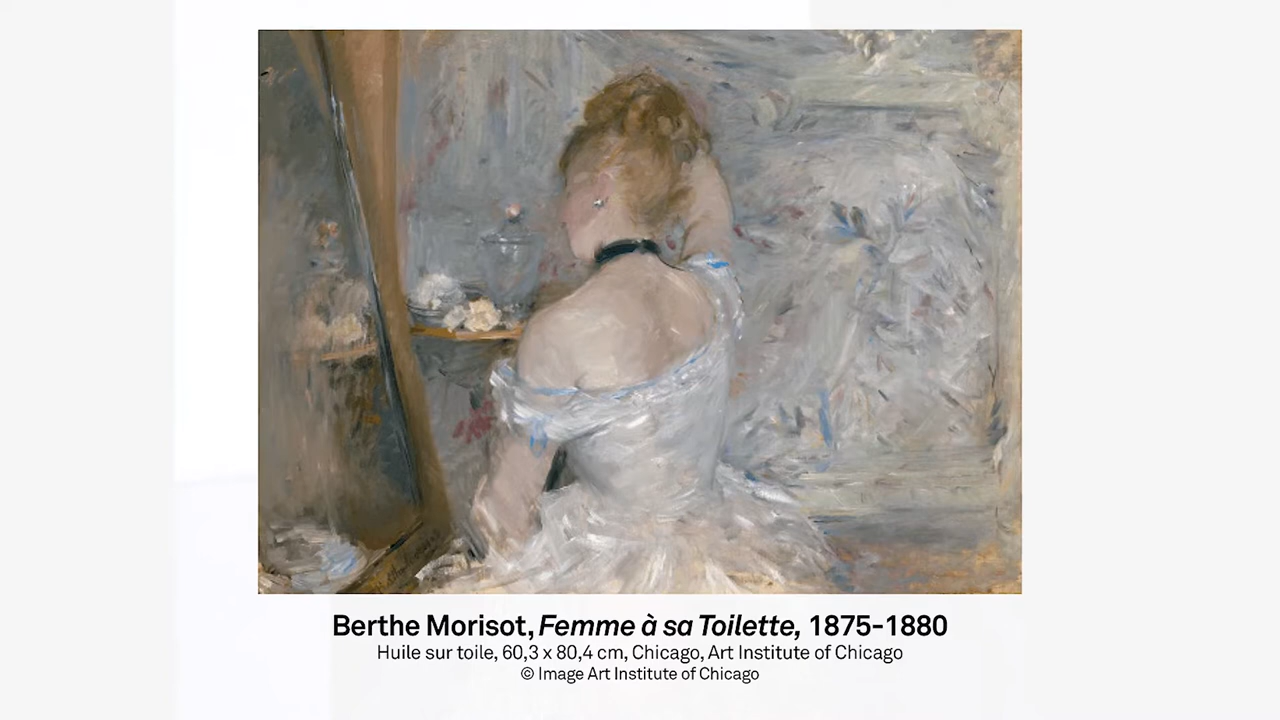 Berthe Morisot, Femme à sa Toilette, 1875-1880
Huile sur toile, 60,3 x 80,4 cm, Chicago, Art Institute of Chicago
© Image Art Institute of Chicago